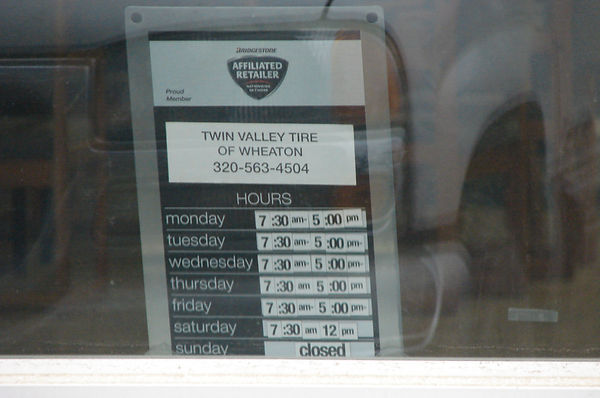 BRIDGESTONE
AFFILIATED
RETAILER
NATIONWIDE
NETWORK
Proud
Member
TWIN VALLEY TIRE
OF WHEATON
320-563-4504
HOURS
monday 7:30 am- 5:00 pm
tuesday 7:30 am- 5:00 pm-
wednesday 7:30 am- 5:00 pm-
thursday 7:30 am 5:00 pm
friday 7:30 am- 5:00 pm-
saturday 7:30 am 12 pm
sunday closed